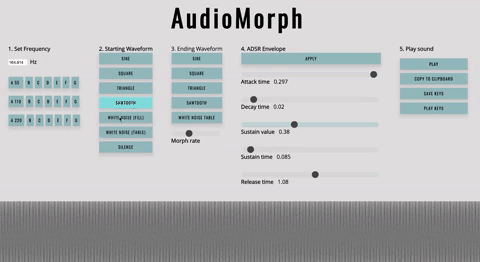 AudioMorph
1. Set Frequency
164.814 Hz
A 55 B C D E F G
A 110 B C D E F G
A 220 B C D E F G
2. Starting Waveform
SINE
SQUARE
TRIANGLE
SAWTOOTH
WHITE NOISE (FULL)
WHITE NOISE (TABLE)
SILENCE
3. Ending Waveform
SINE
SQUARE
TRIANGLE
SAWTOOTH
WHITE NOISE TABLE
Morph rate
4. ADSR Envelope
APPLY
Attack time 0.297
Decay time 0.02
Sustain value 0.38
Sustain time 0.085
Release time 1.08
5. Play sound
PLAY
COPY TO CLIPBOARD
SAVE KEYS
PLAY KEYS